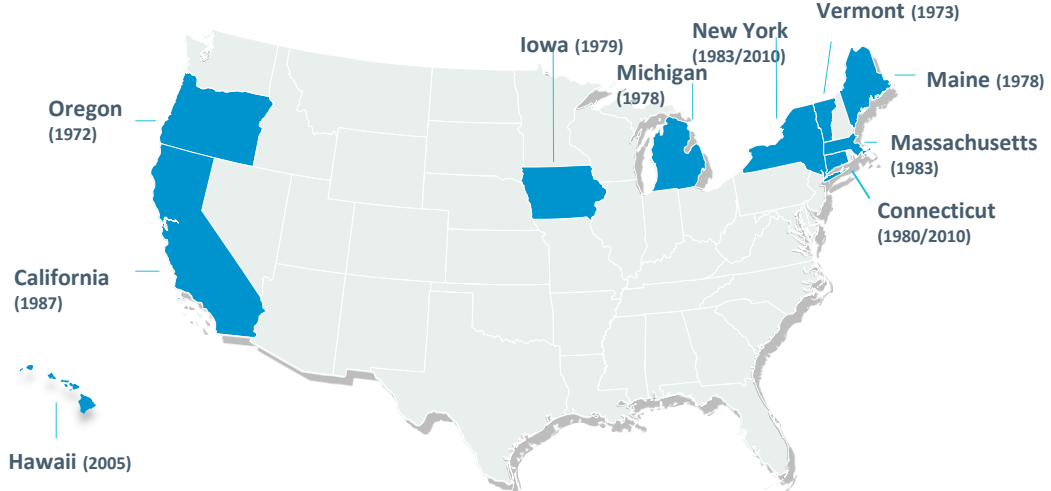 Vermont (1973)
New York
(1983/2010)
Iowa (1979)
Michigan
(1978)
Maine (1978)
Oregon
(1972)
Massachusetts
(1983)
Connecticut
(1980/2010)
California
(1987)
Hawaii (2005)